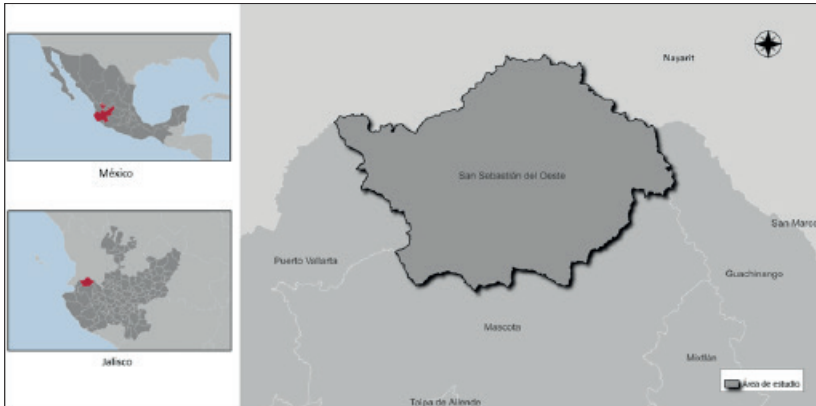 México
Jalisco
Nayarit
San Sebastián del Oeste
San Marco
Puerto Vallarta
Guachinango
Mascota
Mixtlán
Área de estudio
Talpa de Allende